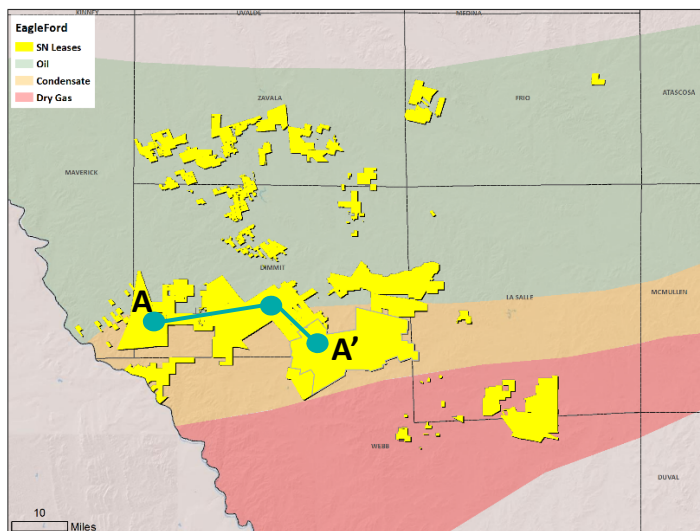 KINNEY
UVALDE
MEDINA
EagleFord
SN Leases
Oil
Condensate
Dry Gas
ZAVALA
FRIO
ATASCOSA
MAVERICK
DIMMIT
A
LA SALLE
MCMULLEN
A’
WEBB
DUVAL
10
Miles